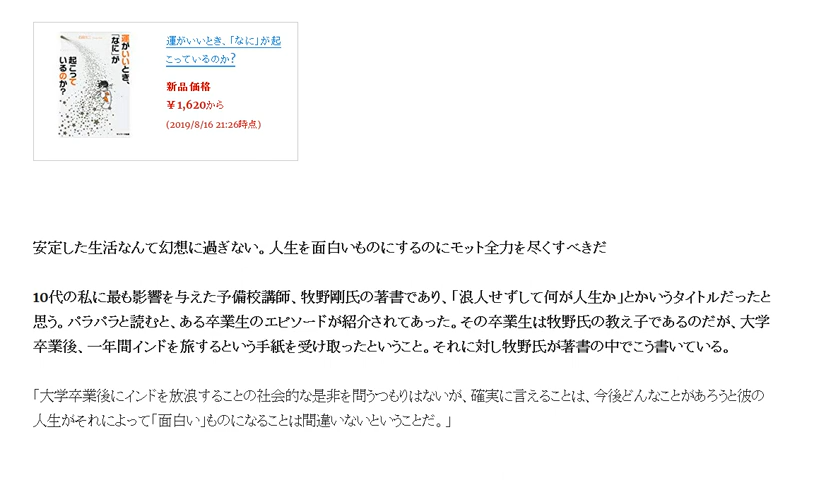 運がいいとき、
「なに」が
起こって
いるのか?
運がいいとき、「なに」が起
こっているのか?
新品価格
¥1,620から
(2019/8/16 21:26時点)
安定した生活なんて幻想に過ぎない。人生を面白いものにするのにモット全力を尽くすべきだ
10代の私に最も影響を与えた予備校講師、牧野剛氏の著書であり、「浪人せずして何が人生か」とかいうタイトルだったと
思う。バラバラと読むと、ある卒業生のエピソードが紹介されてあった。その卒業生は牧野氏の教え子であるのだが、大学
卒業後、一年間インドを旅するという手紙を受け取ったということ。それに対し牧野氏が著書の中でこう書いている。
「大学卒業後にインドを放浪することの社会的な是非を問うつもりはないが、確実に言えることは、今後どんなことがあろうと彼の
人生がそれによって「面白い」ものになることは間違いないということだ。」